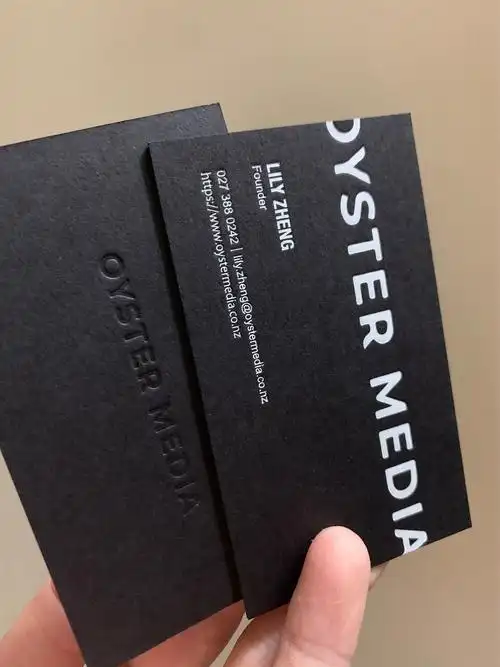 OYSTER MEDIA
OYSTER MEDIA
LILY ZHENG
Founder
027 388 0242 | lily.zheng@oystermedia.co.nz
https://www.oystermedia.co.nz